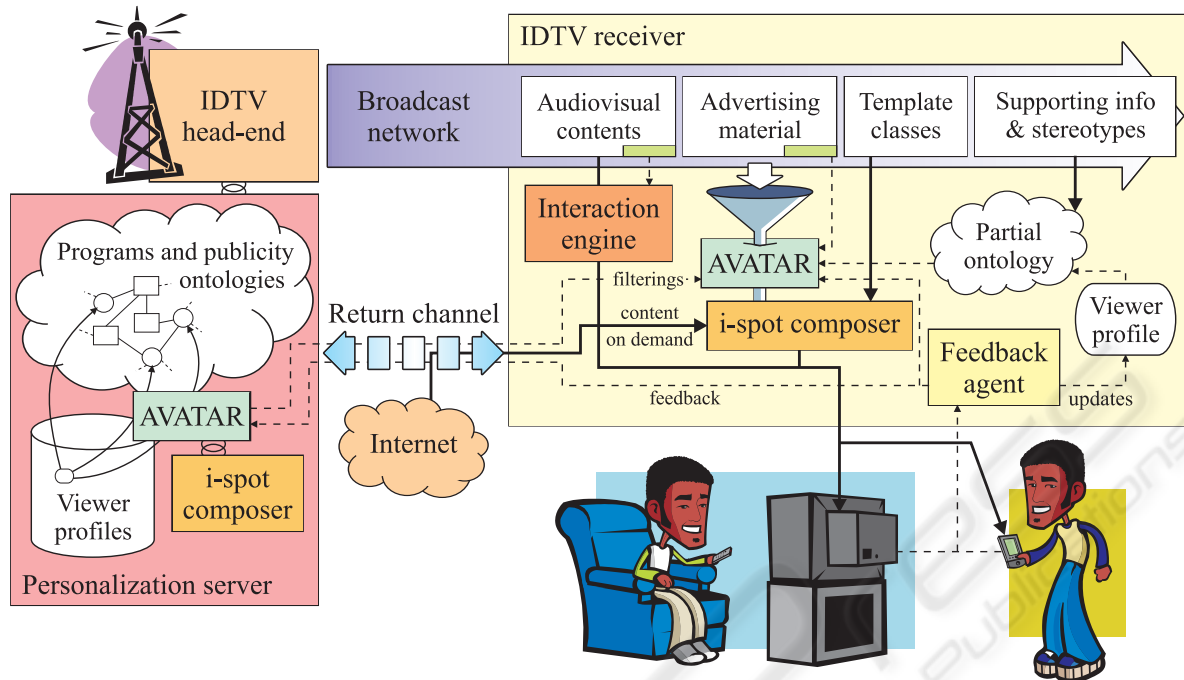 IDTV receiver
IDTV
head-end
Broadcast
network
Audiovisual
contents
Advertising
material
Template
classes
Supporting info
& stereotypes
Interaction
engine
AVATAR
Partial
ontology
filterings
Viewer
profile
i-spot composer
content
on demand
Feedback
agent
feedback
updates
Programs and publicity
ontologies
Return channel
AVATAR
Internet
i-spot
composer
Viewer
profiles
Personalization server
Publications